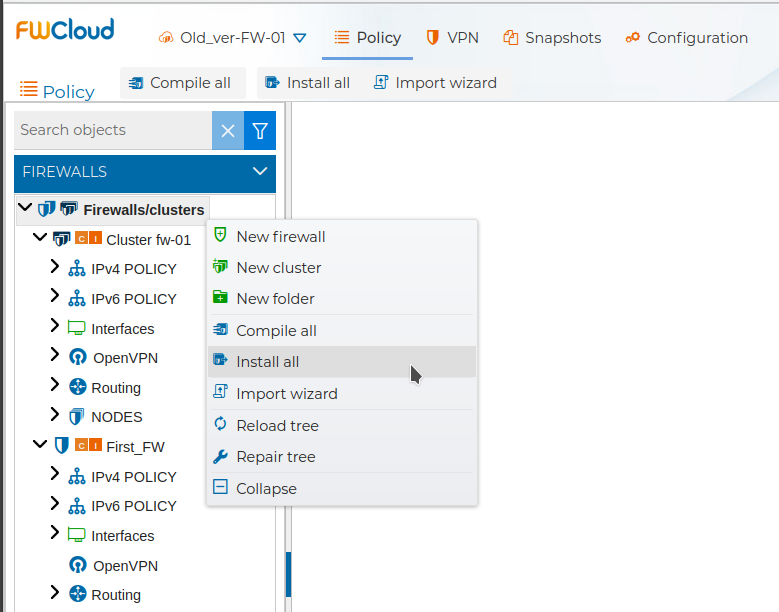 FWCloud
Old_ver-FW-01 Policy VPN Snapshots Configuration
Policy Compile all Install all Import wizard
Search objects
FIREWALLS
Firewalls/clusters
C I Cluster fw-01
IPv4 POLICY
IPv6 POLICY
Interfaces
OpenVPN
Routing
NODES
C I First_FW
IPv4 POLICY
IPv6 POLICY
Interfaces
OpenVPN
Routing
New firewall
New cluster
New folder
Compile all
Install all
Import wizard
Reload tree
Repair tree
Collapse